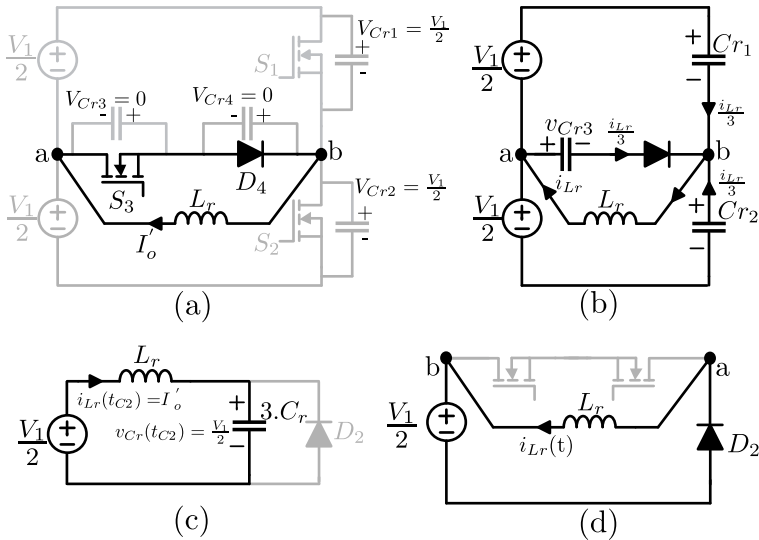 V1/2
S1
VCr1 = V1/2
+
-
VCr3 = 0
- +
VCr4 = 0
- +
a
b
S3
D4
Lr
I'o
V1/2
S2
VCr2 = V1/2
+
-
(a)
V1/2
+ Cr1
−
iLr/3
vCr3
+ −
iLr/3
a
b
iLr
Lr
iLr/3
V1/2
+ Cr2
−
(b)
Lr
iLr(tC2) = I'o
V1/2
vCr(tC2) = V1/2
+
−
3.Cr
D2
(c)
b
a
V1/2
Lr
iLr(t)
D2
(d)